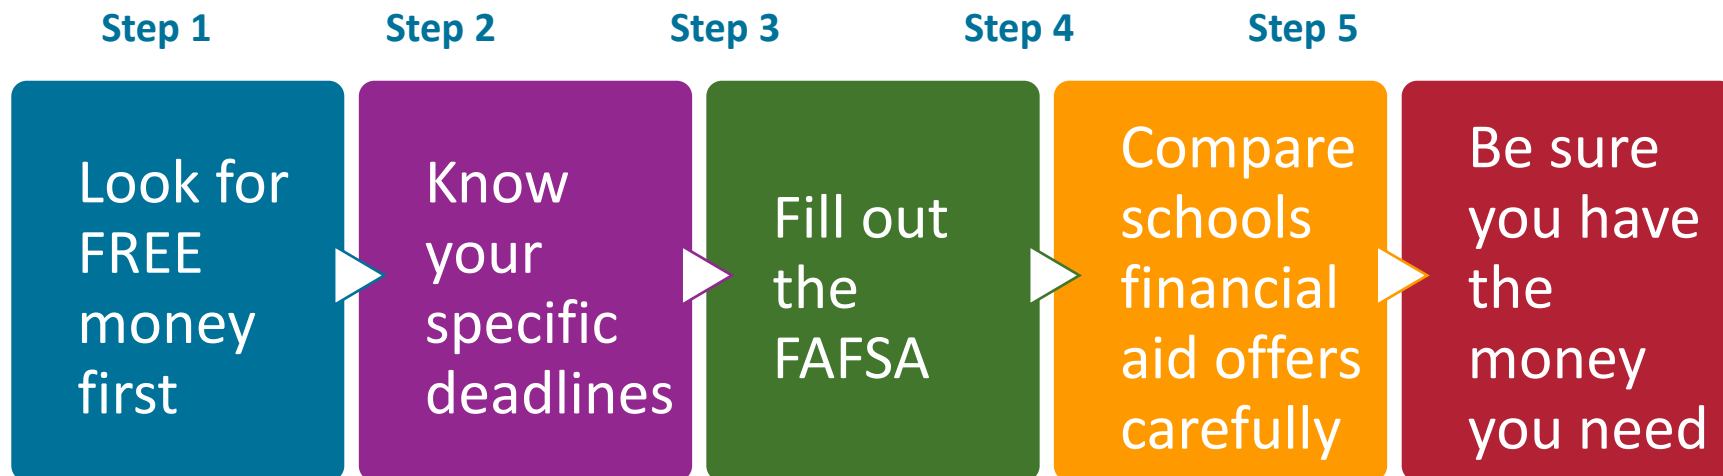 Step 1 Step 2 Step 3 Step 4 Step 5
Look for
FREE
money
first
Know
your
specific
deadlines
Fill out
the
FAFSA
Compare
schools
financial
aid offers
carefully
Be sure
you have
the
money
you need